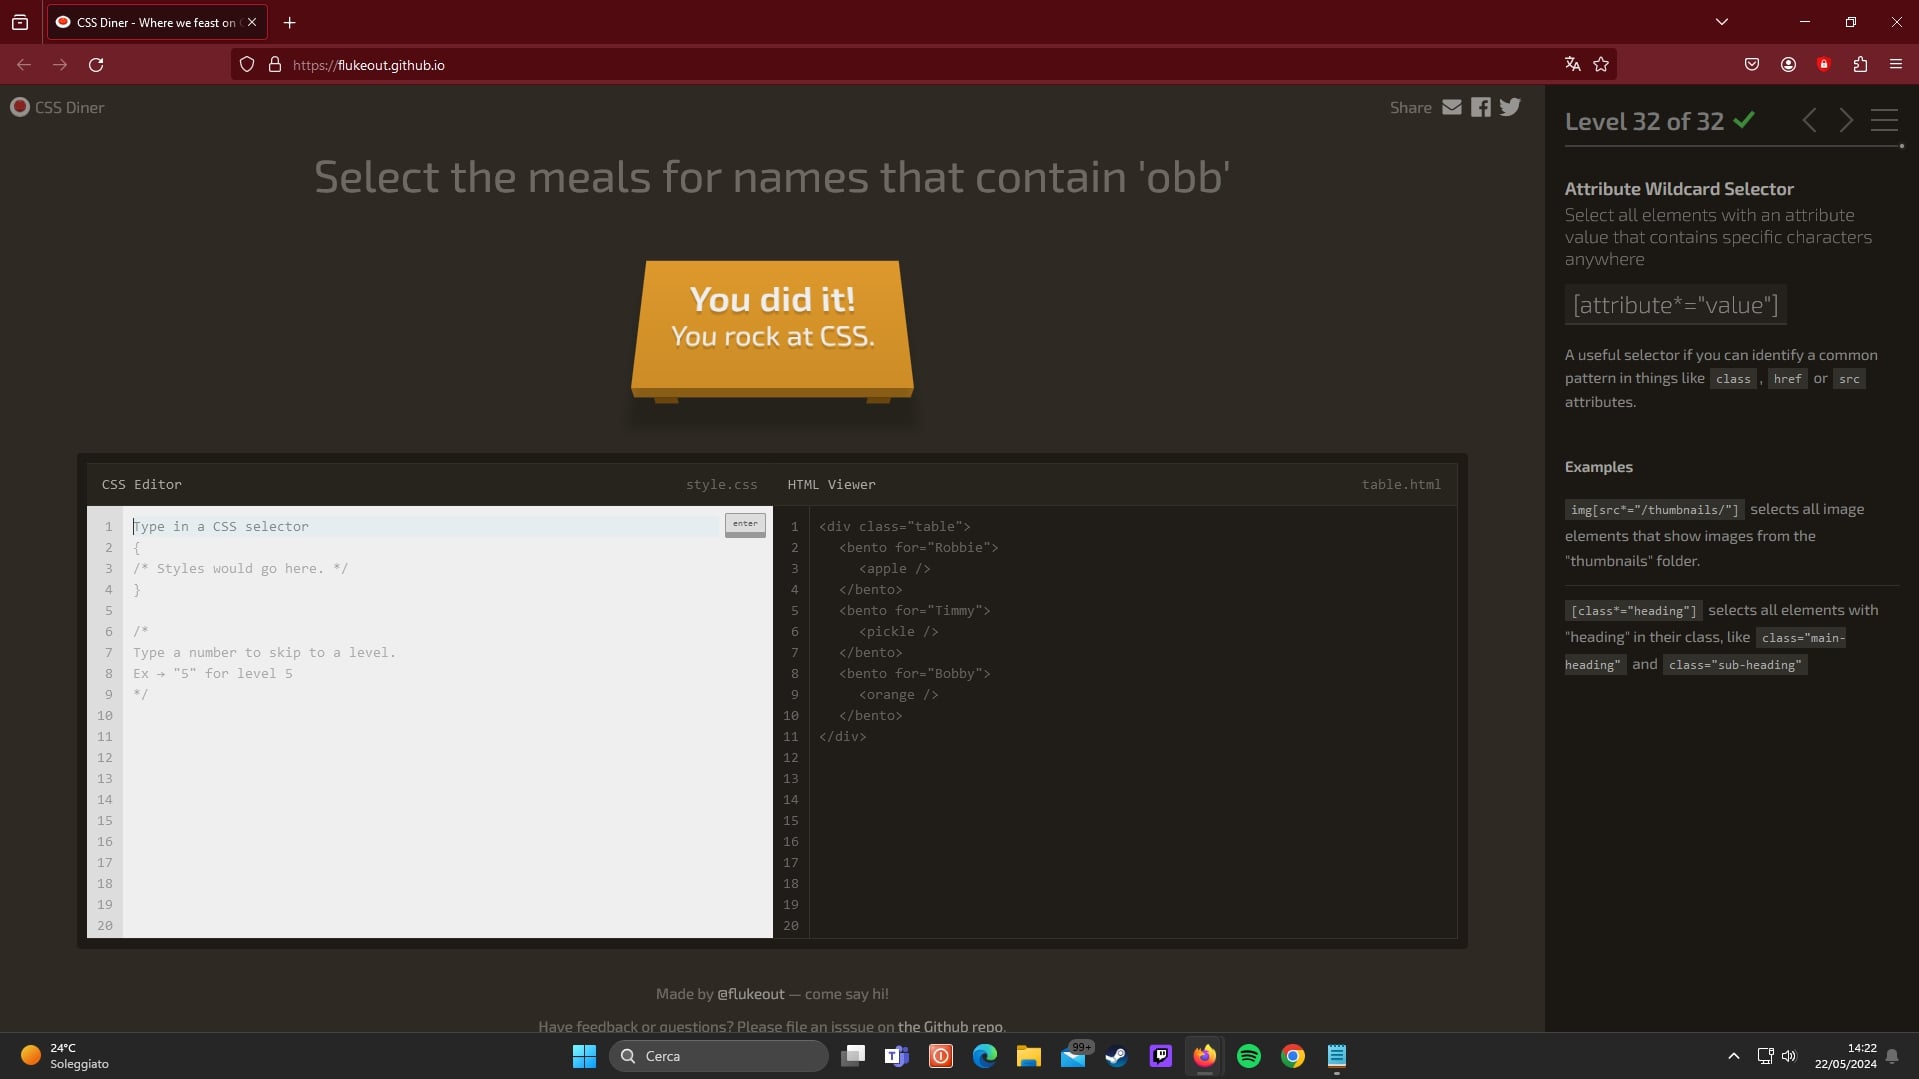 CSS Diner - Where we feast on
https://flukeout.github.io
CSS Diner
Share
Select the meals for names that contain 'obb'
You did it!
You rock at CSS.
CSS Editor
style.css
HTML Viewer
table.html
1 Type in a CSS selector
enter
2 {
3 /* Styles would go here. */
4 }
5
6 /*
7 Type a number to skip to a level.
8 Ex → "5" for level 5
9 */
10
11
12
13
14
15
16
17
18
19
20
1 <div class="table">
2 <bento for="Robbie">
3 <apple />
4 </bento>
5 <bento for="Timmy">
6 <pickle />
7 </bento>
8 <bento for="Bobby">
9 <orange />
10 </bento>
11 </div>
12
13
14
15
16
17
18
19
20
Made by @flukeout — come say hi!
Have feedback or questions? Please file an isssue on the Github repo.
Level 32 of 32
Attribute Wildcard Selector
Select all elements with an attribute
value that contains specific characters
anywhere
[attribute*="value"]
A useful selector if you can identify a common
pattern in things like class , href or src
attributes.
Examples
img[src*="/thumbnails/"] selects all image
elements that show images from the
"thumbnails" folder.
[class*="heading"] selects all elements with
"heading" in their class, like class="main-
heading" and class="sub-heading"
24°C
Soleggiato
Cerca
99+
14:22
22/05/2024